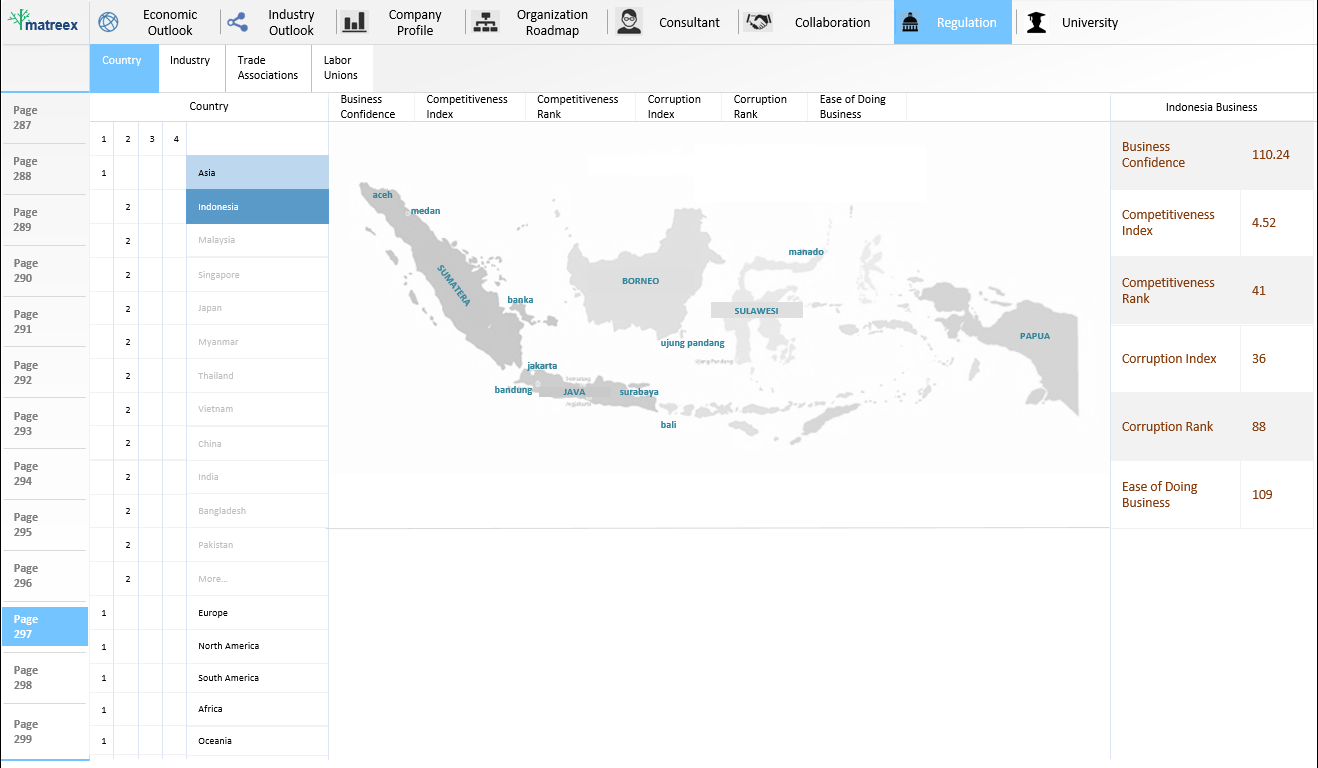 matreex
Economic
Outlook
Industry
Outlook
Company
Profile
Organization
Roadmap
Consultant
Collaboration
Regulation
University
Country
Industry
Trade
Associations
Labor
Unions
Page
287
Page
288
Page
289
Page
290
Page
291
Page
292
Page
293
Page
294
Page
295
Page
296
Page
297
Page
298
Page
299
Country
1 2 3 4
1 Asia
2 Indonesia
2 Malaysia
2 Singapore
2 Japan
2 Myanmar
2 Thailand
2 Vietnam
2 China
2 India
2 Bangladesh
2 Pakistan
2 More...
1 Europe
1 North America
1 South America
1 Africa
1 Oceania
Business
Confidence
Competitiveness
Index
Competitiveness
Rank
Corruption
Index
Corruption
Rank
Ease of Doing
Business
aceh
medan
SUMATERA
banka
BORNEO
manado
SULAWESI
ujung pandang
Ujung Pandang
PAPUA
jakarta
Semarang
bandung
JAVA
surabaya
bali
Indonesia Business
Business
Confidence
110.24
Competitiveness
Index
4.52
Competitiveness
Rank
41
Corruption Index 36
Corruption Rank 88
Ease of Doing
Business
109